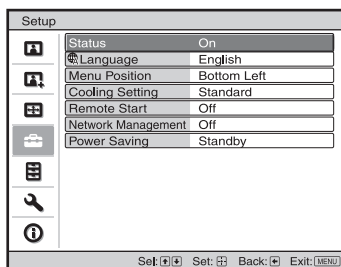 Setup
Status On
Language English
Menu Position Bottom Left
Cooling Setting Standard
Remote Start Off
Network Management Off
Power Saving Standby
Sel: Set: Back: Exit: MENU